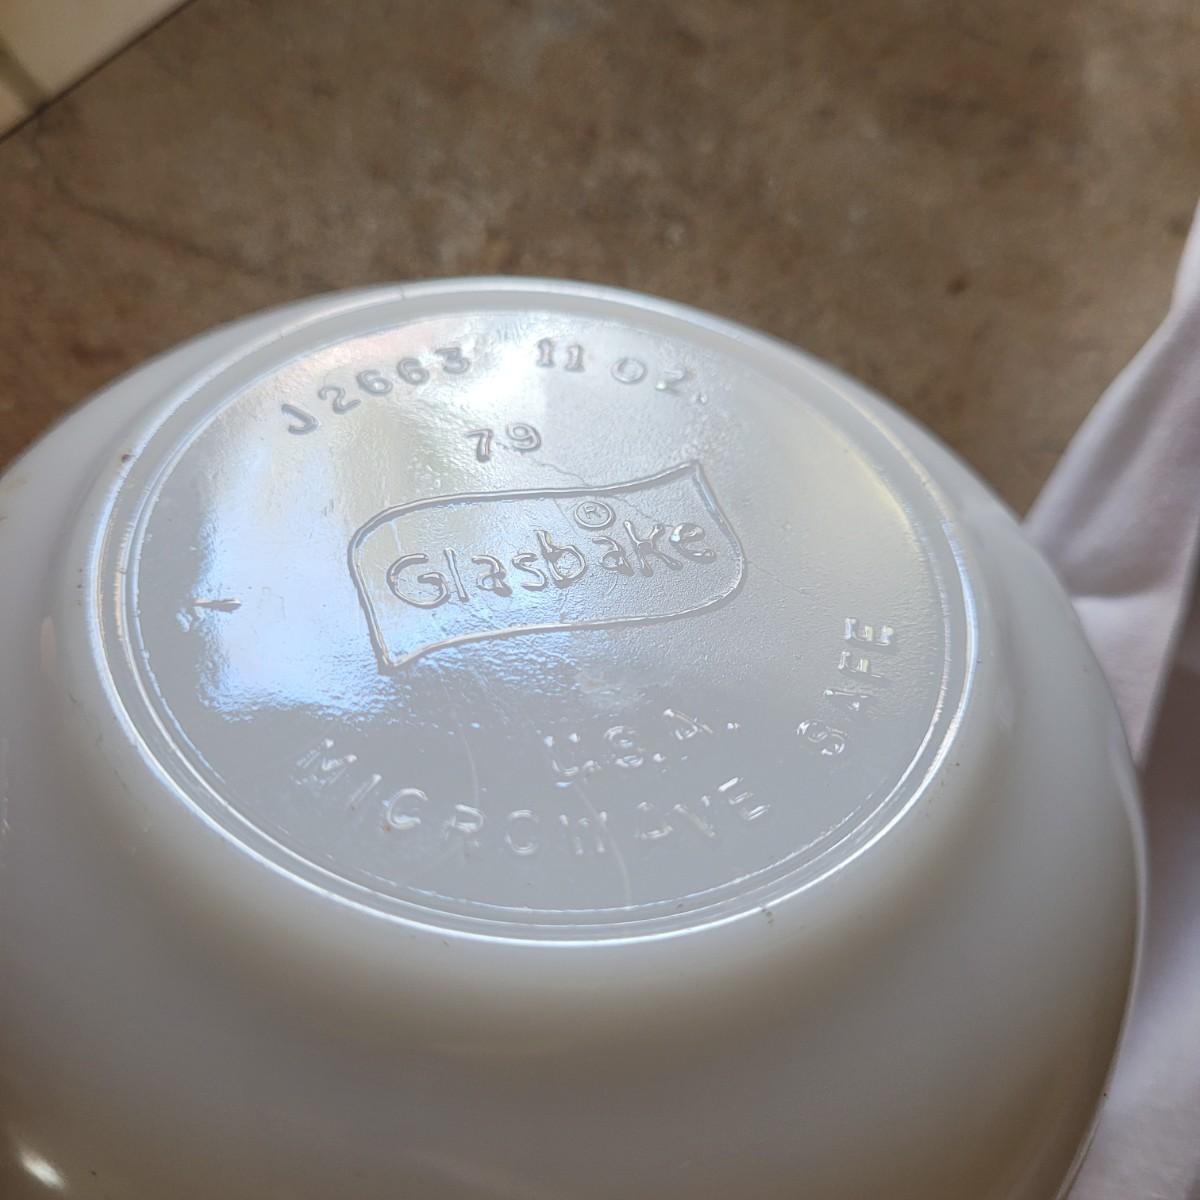 J2663 11 OZ.
79
Glasbake®
U.S.A.
MICROWAVE SAFE